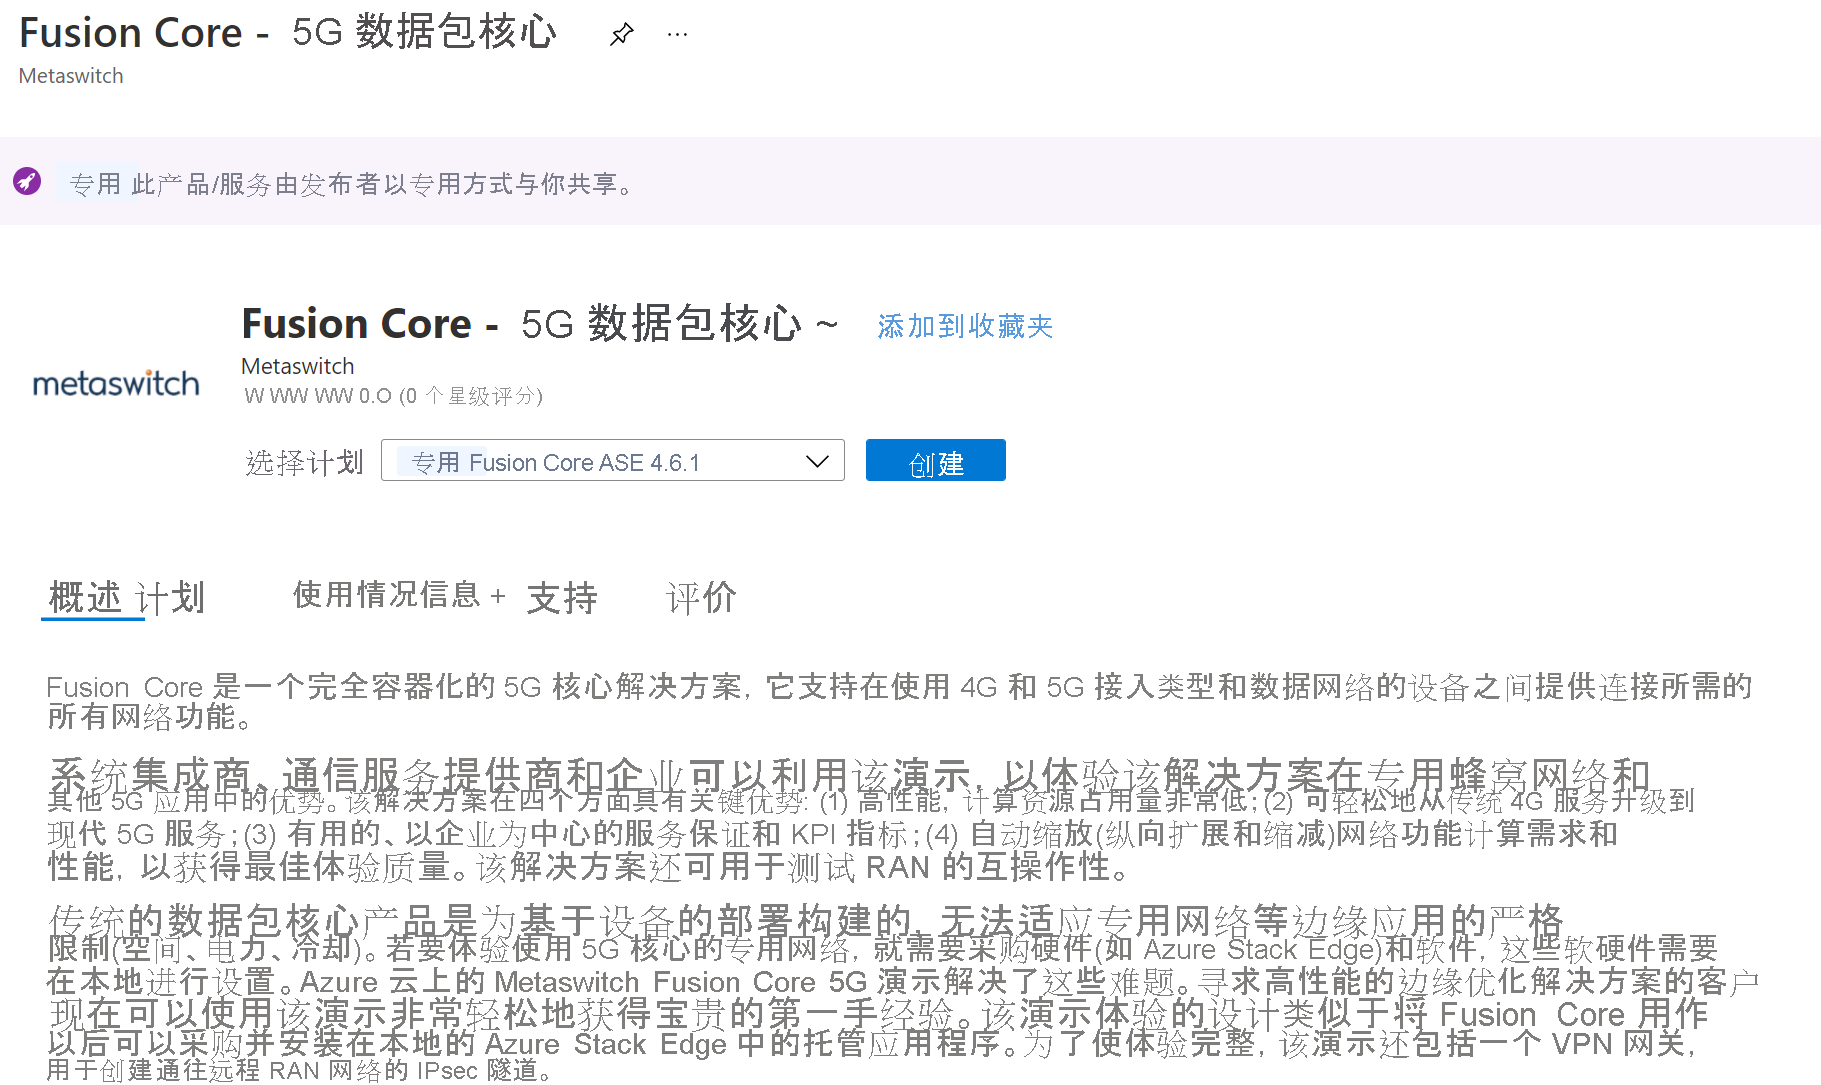 Fusion Core - 5G 数据包核心
Metaswitch
专用 此产品/服务由发布者以专用方式与你共享。
Fusion Core - 5G 数据包核心 ~ 添加到收藏夹
metaswitch
Metaswitch
W WW WW 0.O (0 个星级评分)
选择计划 专用 Fusion Core ASE 4.6.1 创建
概述 计划 使用情况信息 + 支持 评价
Fusion Core 是一个完全容器化的 5G 核心解决方案, 它支持在使用 4G 和 5G 接入类型和数据网络的设备之间提供连接所需的
所有网络功能。
系统集成商、通信服务提供商和企业可以利用该演示, 以体验该解决方案在专用蜂窝网络和
其他 5G 应用中的优势。该解决方案在四个方面具有关键优势: (1) 高性能, 计算资源占用量非常低; (2) 可轻松地从传统 4G 服务升级到
现代 5G 服务; (3) 有用的、以企业为中心的服务保证和 KPI 指标; (4) 自动缩放(纵向扩展和缩减)网络功能计算需求和
性能, 以获得最佳体验质量。该解决方案还可用于测试 RAN 的互操作性。
传统的数据包核心产品是为基于设备的部署构建的, 无法适应专用网络等边缘应用的严格
限制(空间、电力、冷却)。若要体验使用 5G 核心的专用网络, 就需要采购硬件(如 Azure Stack Edge)和软件, 这些软硬件需要
在本地进行设置。Azure 云上的 Metaswitch Fusion Core 5G 演示解决了这些难题。寻求高性能的边缘优化解决方案的客户
现在可以使用该演示非常轻松地获得宝贵的第一手经验。该演示体验的设计类似于将 Fusion Core 用作
以后可以采购并安装在本地的 Azure Stack Edge 中的托管应用程序。为了使体验完整, 该演示还包括一个 VPN 网关,
用于创建通往远程 RAN 网络的 IPsec 隧道。